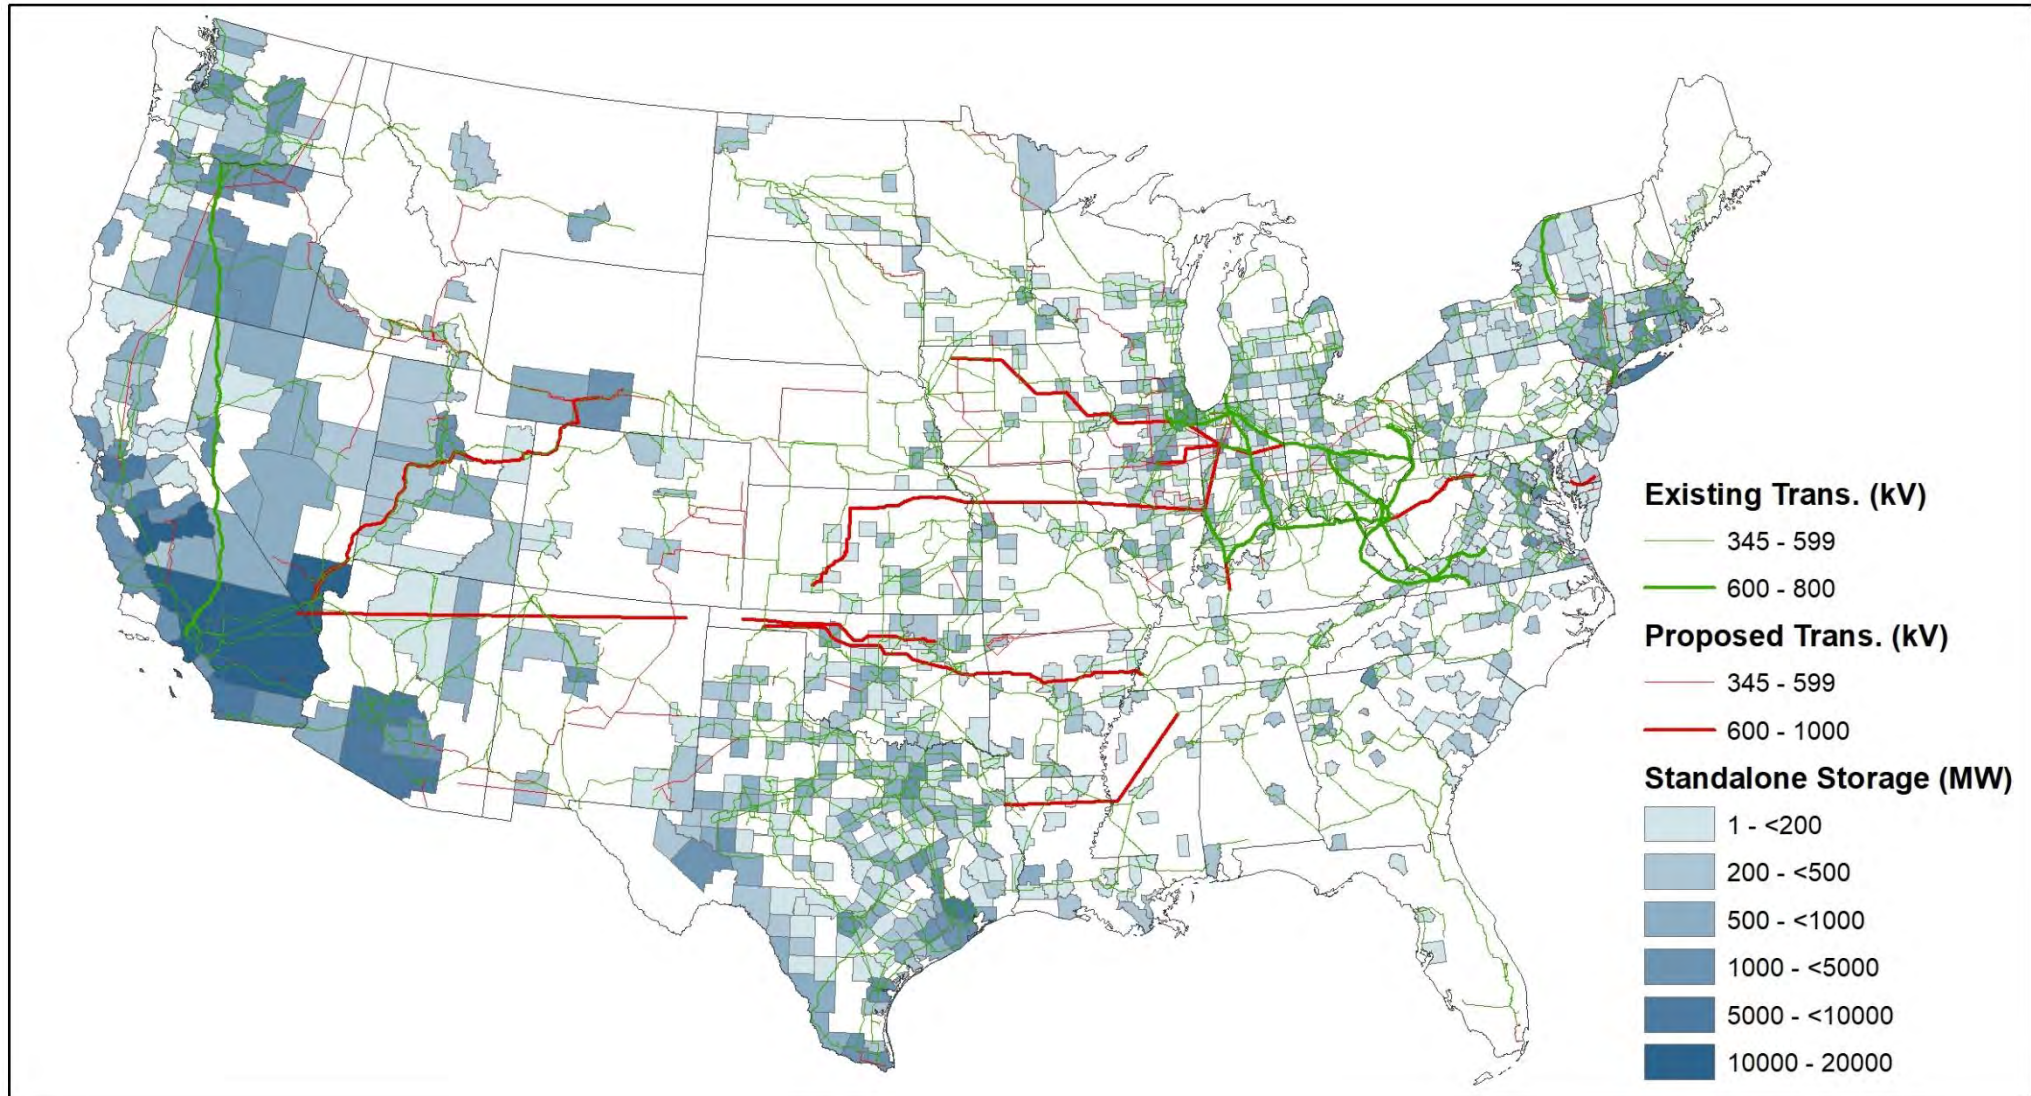 Existing Trans. (kV)
345 - 599
600 - 800
Proposed Trans. (kV)
345 - 599
600 - 1000
Standalone Storage (MW)
1 - <200
200 - <500
500 - <1000
1000 - <5000
5000 - <10000
10000 - 20000